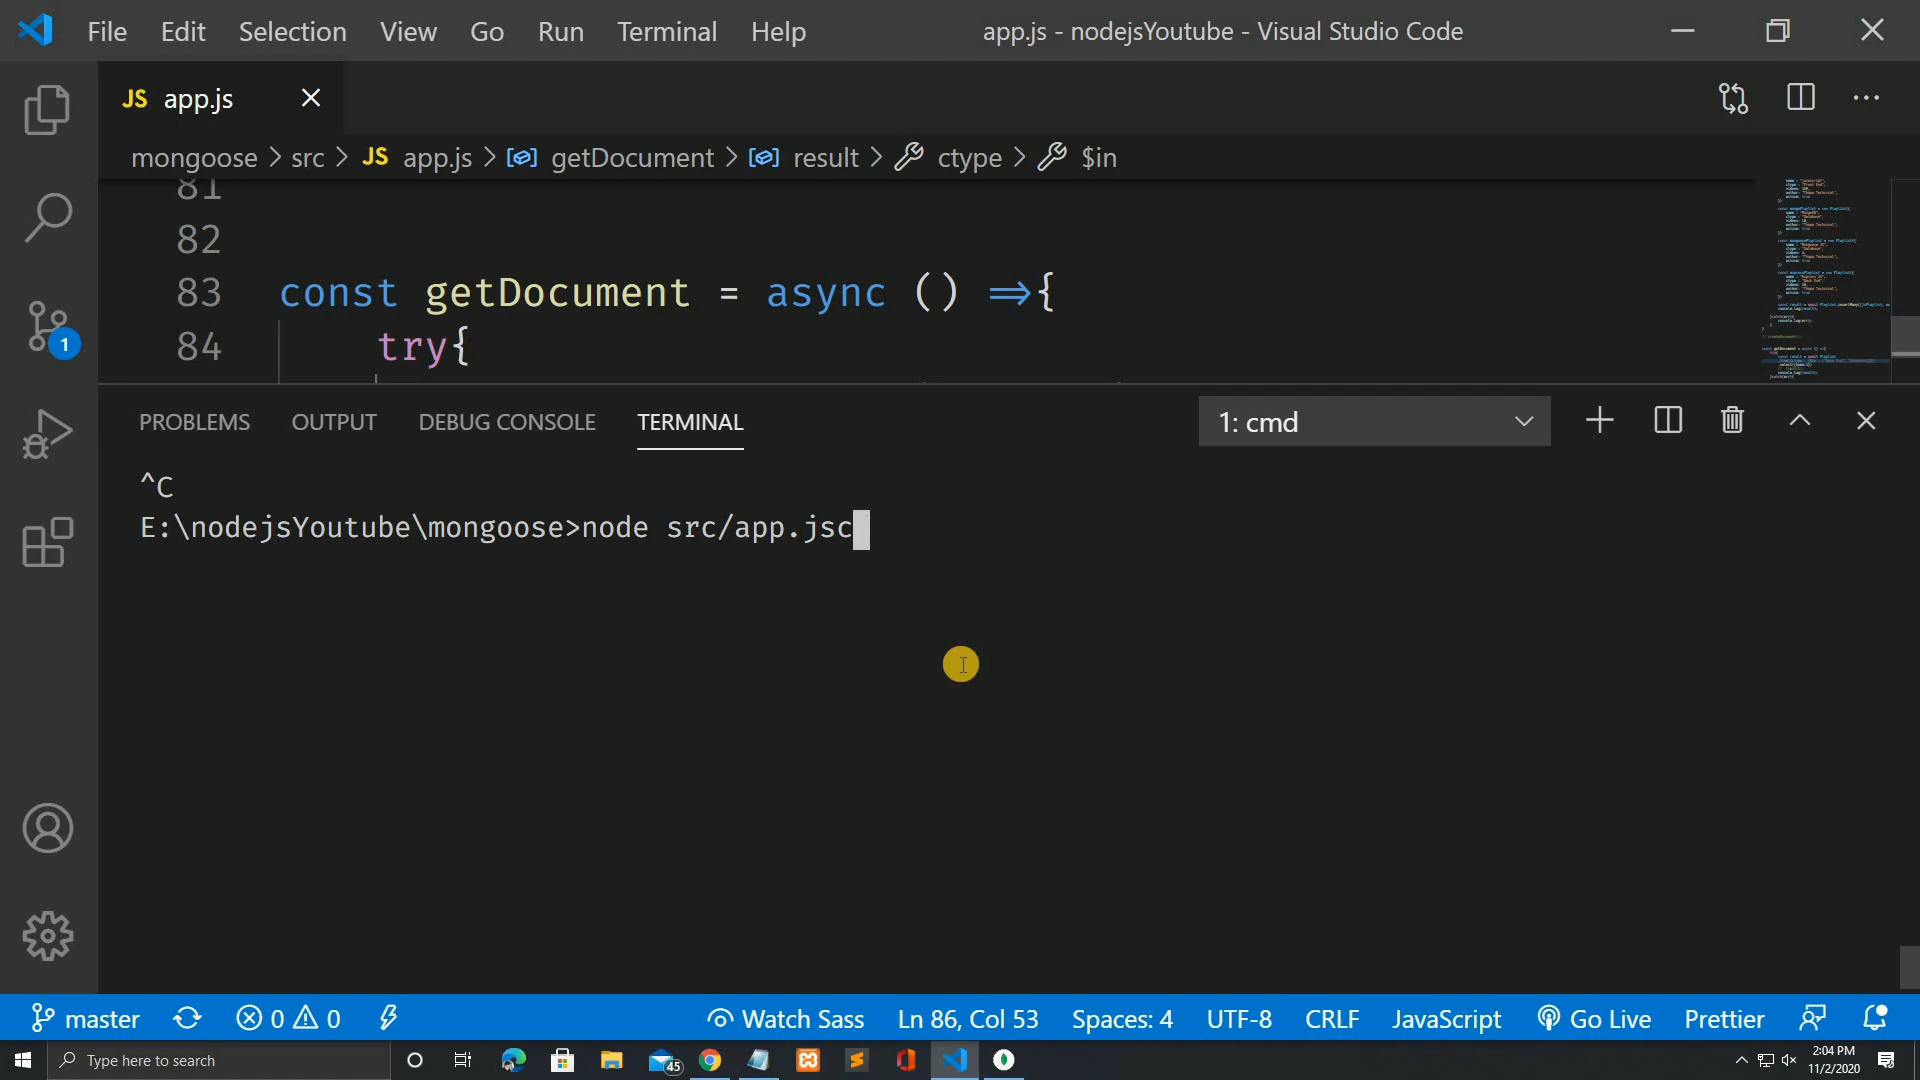 File Edit Selection View Go Run Terminal Help app.js - nodejsYoutube - Visual Studio Code
JS app.js
mongoose > src > JS app.js > getDocument > result > ctype > $in
81
82
83 const getDocument = async () =>{
84 try{
PROBLEMS OUTPUT DEBUG CONSOLE TERMINAL 1: cmd
^C
E:\nodejsYoutube\mongoose>node src/app.jsc
1
master 0 0 Watch Sass Ln 86, Col 53 Spaces: 4 UTF-8 CRLF JavaScript Go Live Prettier
Type here to search 45 2:04 PM
11/2/2020